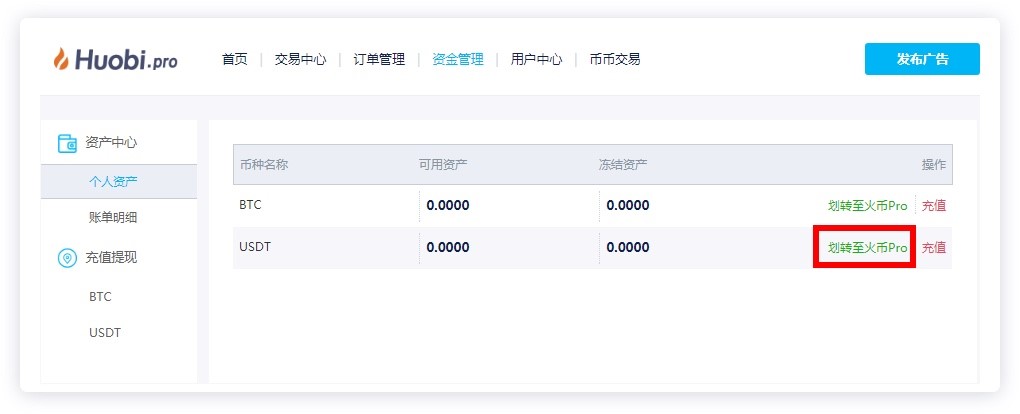 Huobi.pro 首页 交易中心 订单管理 资金管理 用户中心 币币交易 发布广告
资产中心
个人资产
账单明细
充值提现
BTC
USDT
币种名称 可用资产 冻结资产 操作
BTC 0.0000 0.0000 划转至火币Pro 充值
USDT 0.0000 0.0000 划转至火币Pro 充值